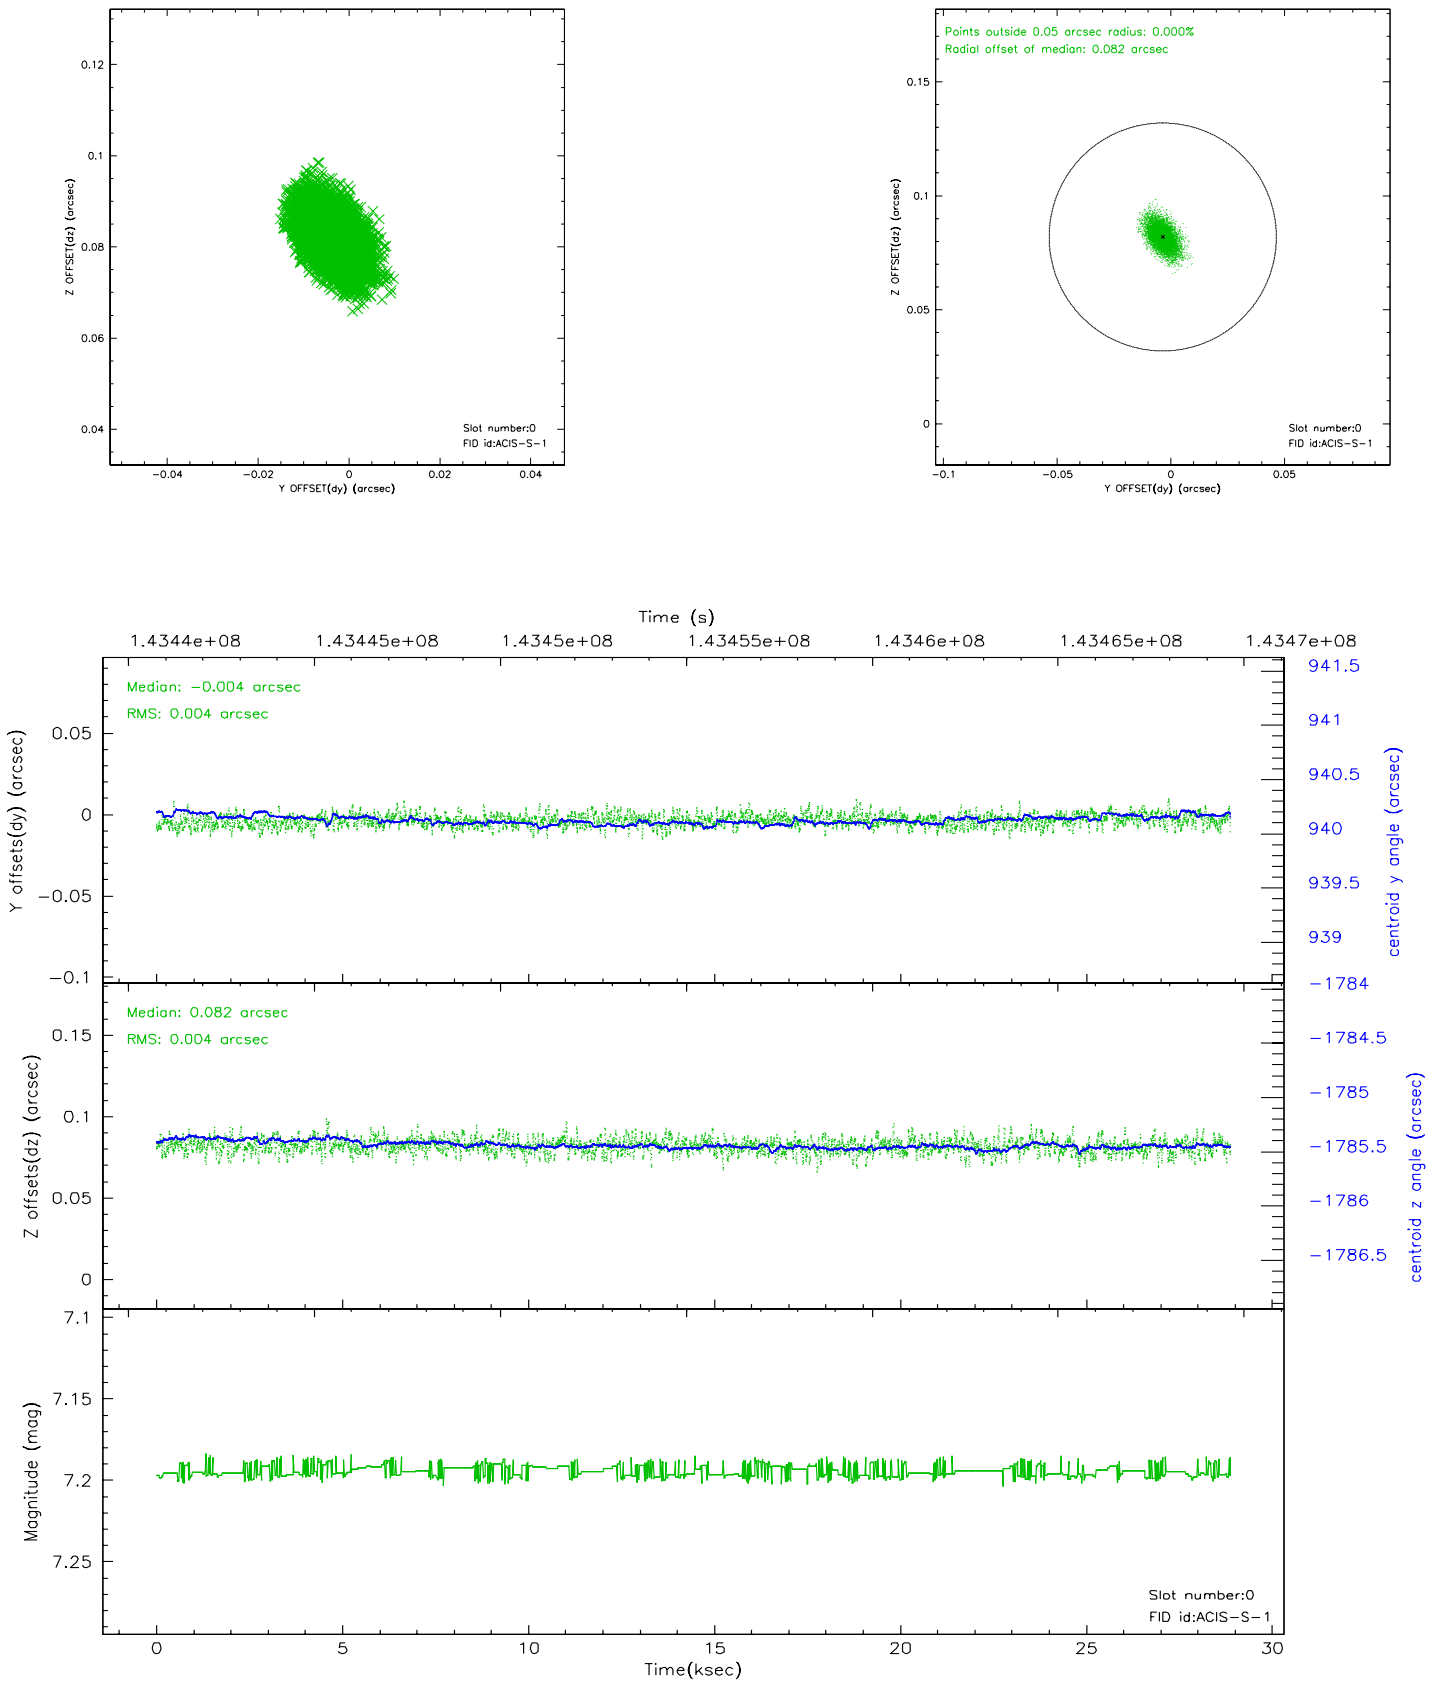 0.12
0.1
0.08
0.06
0.04
Z OFFSET(dz) (arcsec)
Slot number:0
FID id:ACIS-S-1
-0.04 -0.02 0 0.02 0.04
Y OFFSET(dy) (arcsec)
Points outside 0.05 arcsec radius: 0.000%
Radial offset of median: 0.082 arcsec
0.15
0.1
0.05
0
Z OFFSET(dz) (arcsec)
Slot number:0
FID id:ACIS-S-1
-0.1 -0.05 0 0.05
Y OFFSET(dy) (arcsec)
Time (s)
1.4344e+08 1.43445e+08 1.4345e+08 1.43455e+08 1.4346e+08 1.43465e+08 1.4347e+08
Median: -0.004 arcsec
RMS: 0.004 arcsec
0.05
0
-0.05
-0.1
Y offsets(dy) (arcsec)
941.5
941
940.5
940
939.5
939
centroid y angle (arcsec)
Median: 0.082 arcsec
RMS: 0.004 arcsec
0.15
0.1
0.05
0
Z offsets(dz) (arcsec)
-1784
-1784.5
-1785
-1785.5
-1786
-1786.5
centroid z angle (arcsec)
7.1
7.15
7.2
7.25
Magnitude (mag)
Slot number:0
FID id:ACIS-S-1
0 5 10 15 20 25 30
Time(ksec)